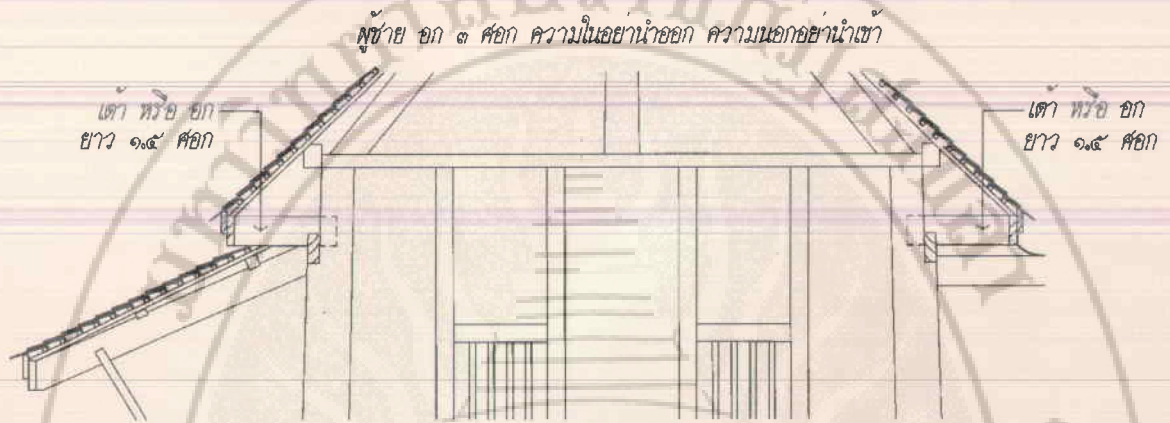 ผู้ชาย อก ๓ ศอก ความในอย่านำออก ความนอกอย่านำเข้า
เต้า หรือ อก
ยาว ๑.๕ ศอก
เต้า หรือ อก
ยาว ๑.๕ ศอก